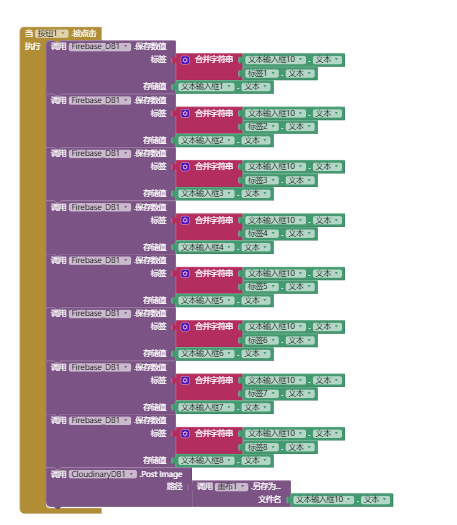 当 按钮1 .被点击
执行 调用 Firebase_DB1 .保存数值
标签 合并字符串 文本输入框10 . 文本
标签1 . 文本
存储值 文本输入框1 . 文本
调用 Firebase_DB1 .保存数值
标签 合并字符串 文本输入框10 . 文本
标签2 . 文本
存储值 文本输入框2 . 文本
调用 Firebase_DB1 .保存数值
标签 合并字符串 文本输入框10 . 文本
标签3 . 文本
存储值 文本输入框3 . 文本
调用 Firebase_DB1 .保存数值
标签 合并字符串 文本输入框10 . 文本
标签4 . 文本
存储值 文本输入框4 . 文本
调用 Firebase_DB1 .保存数值
标签 合并字符串 文本输入框10 . 文本
标签5 . 文本
存储值 文本输入框5 . 文本
调用 Firebase_DB1 .保存数值
标签 合并字符串 文本输入框10 . 文本
标签6 . 文本
存储值 文本输入框6 . 文本
调用 Firebase_DB1 .保存数值
标签 合并字符串 文本输入框10 . 文本
标签7 . 文本
存储值 文本输入框7 . 文本
调用 Firebase_DB1 .保存数值
标签 合并字符串 文本输入框10 . 文本
标签8 . 文本
存储值 文本输入框8 . 文本
调用 CloudinaryDB1 .Post Image
路径 调用 画布1 .另存为...
文件名 文本输入框10 . 文本